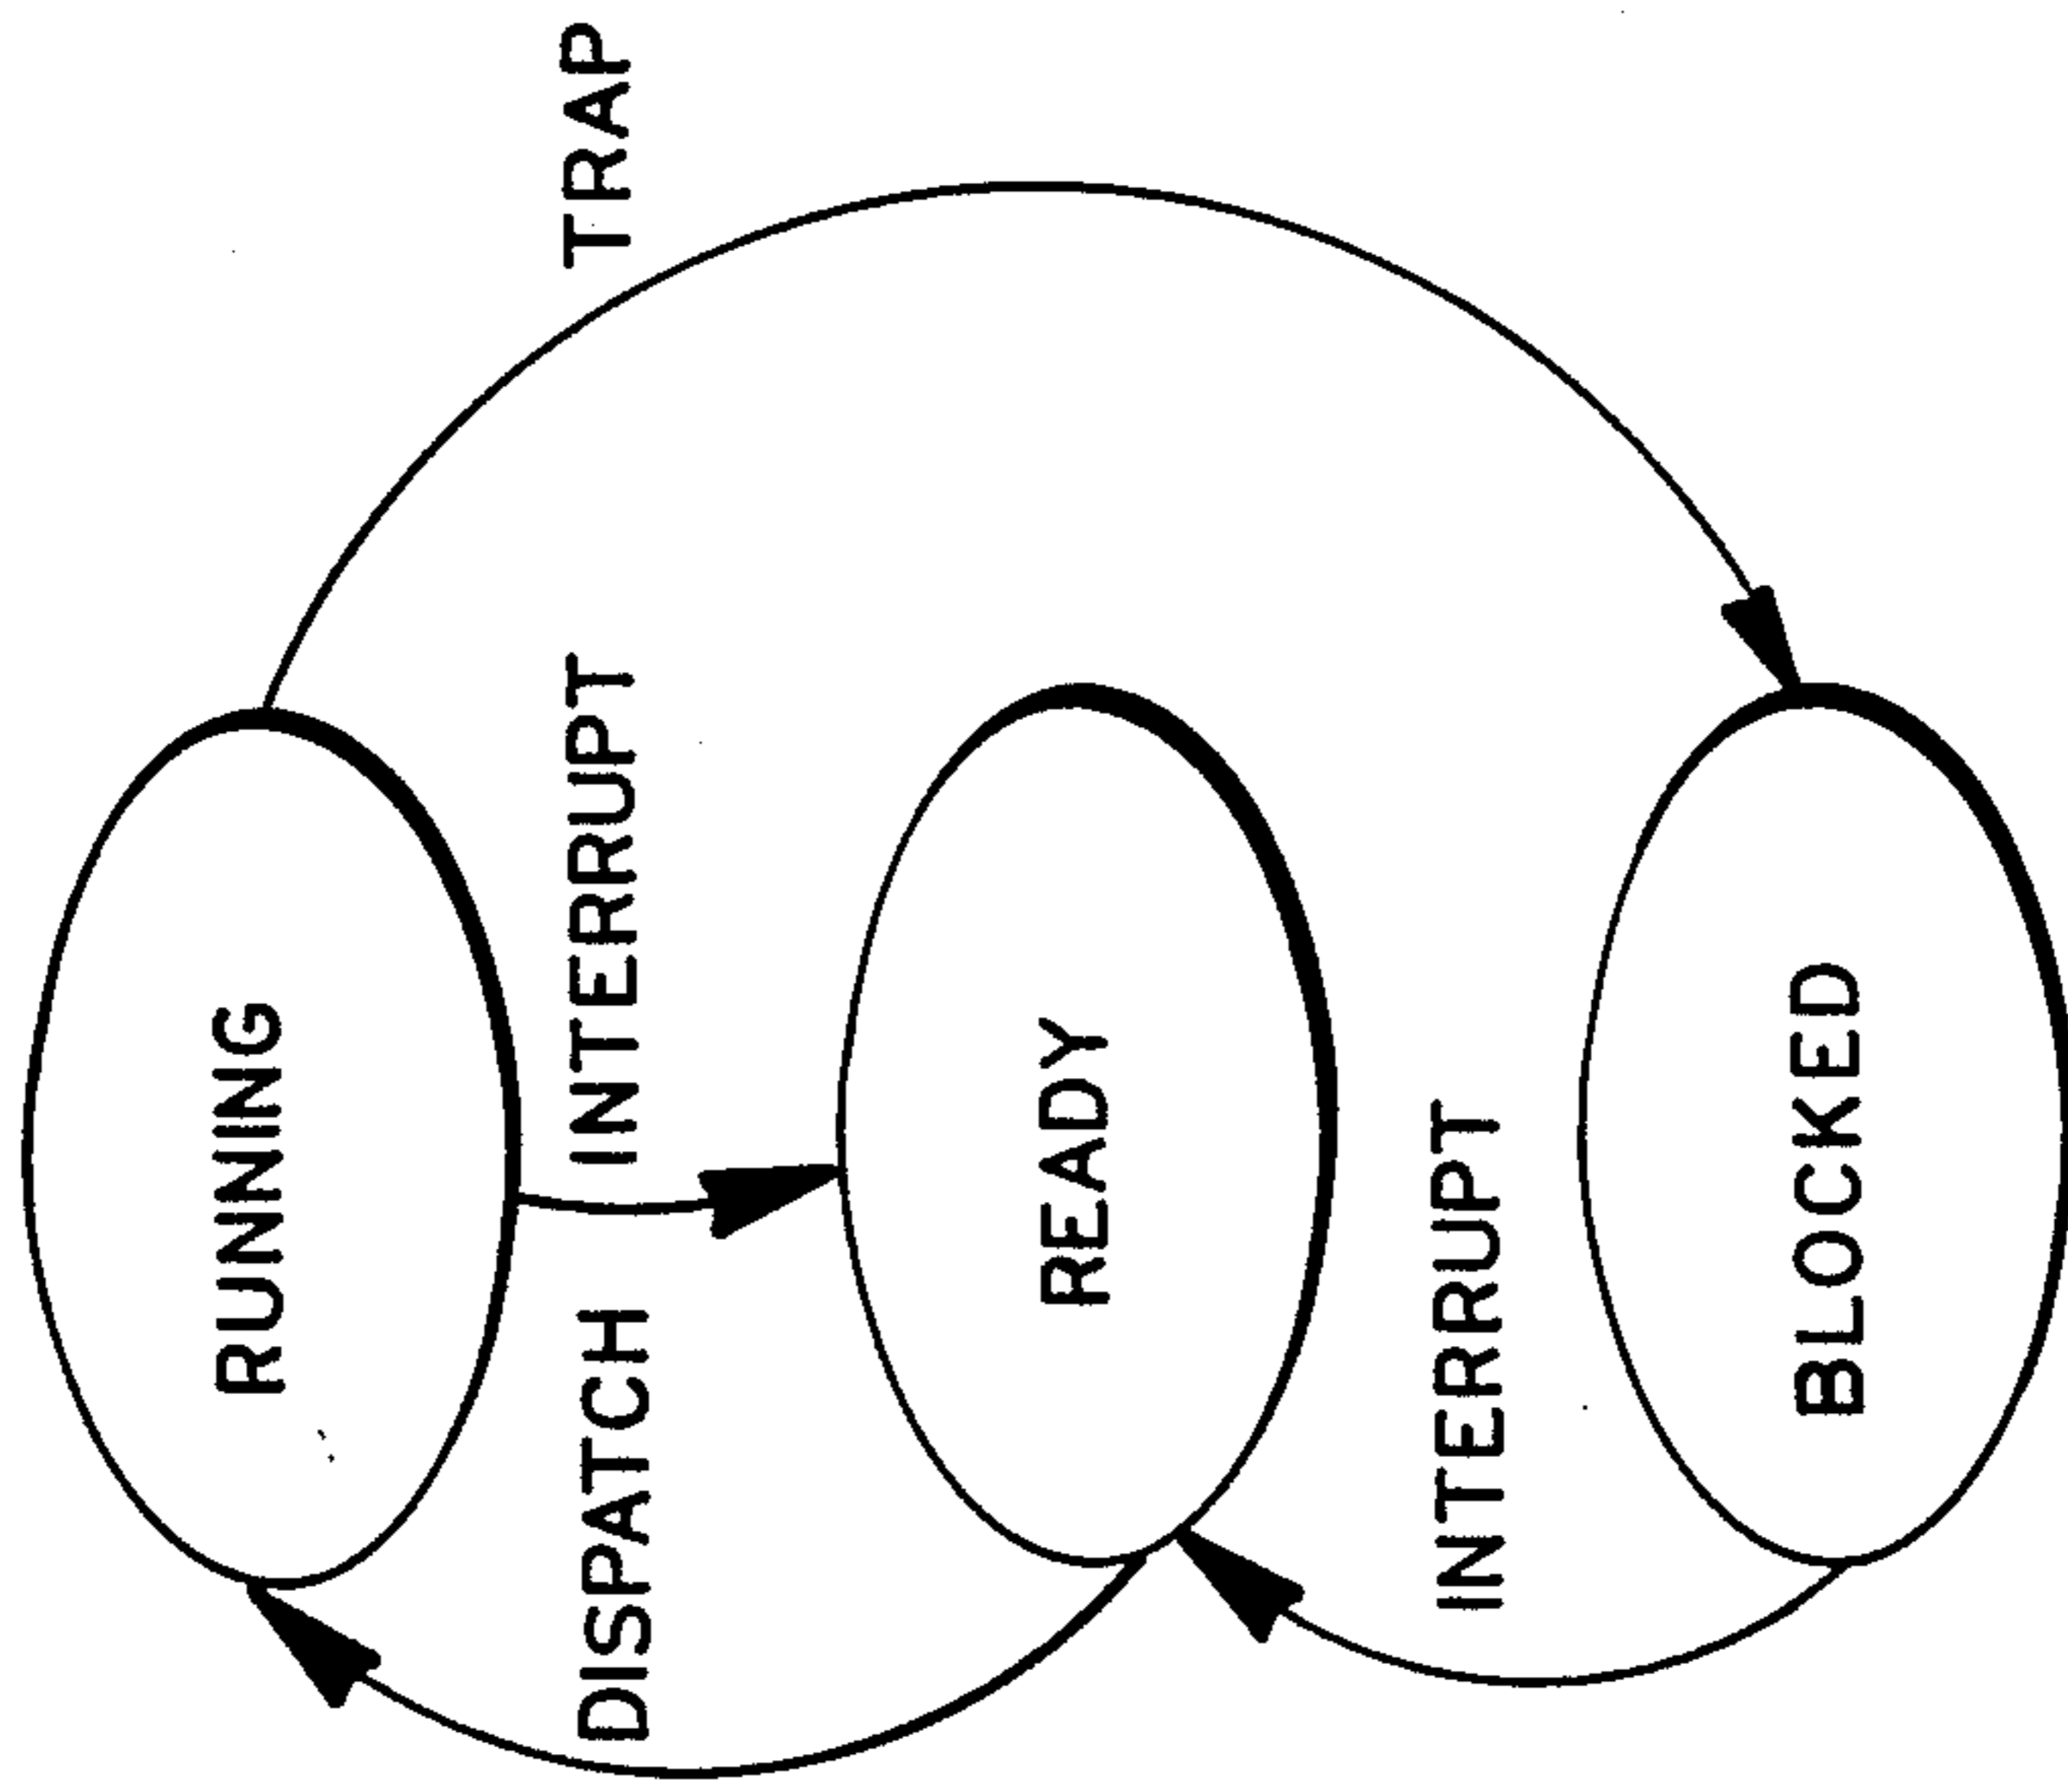 RUNNING
DISPATCH
INTERRUPT
TRAP
READY
INTERRUPT
BLOCKED